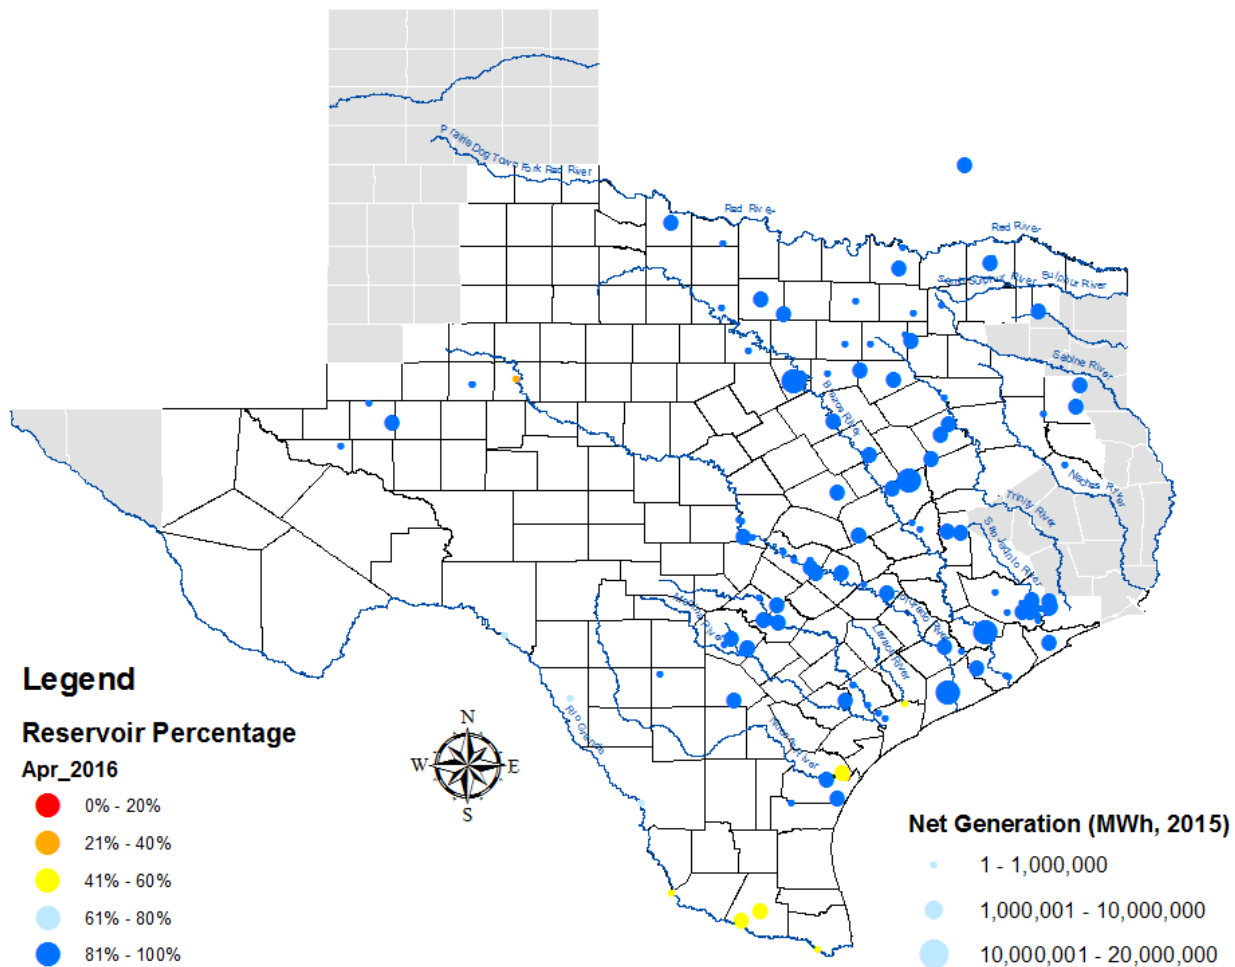 Prairie Dog Town Fork Red River
Red River
Red River
South Sulphur River
Sulphur River
Sabine River
Brazos River
Neches River
Trinity River
San Jacinto River
Colorado River
Lavaca River
Nueces River
Rio Grande
Legend
Reservoir Percentage
Apr_2016
0% - 20%
21% - 40%
41% - 60%
61% - 80%
81% - 100%
N
W
E
S
Net Generation (MWh, 2015)
1 - 1,000,000
1,000,001 - 10,000,000
10,000,001 - 20,000,000